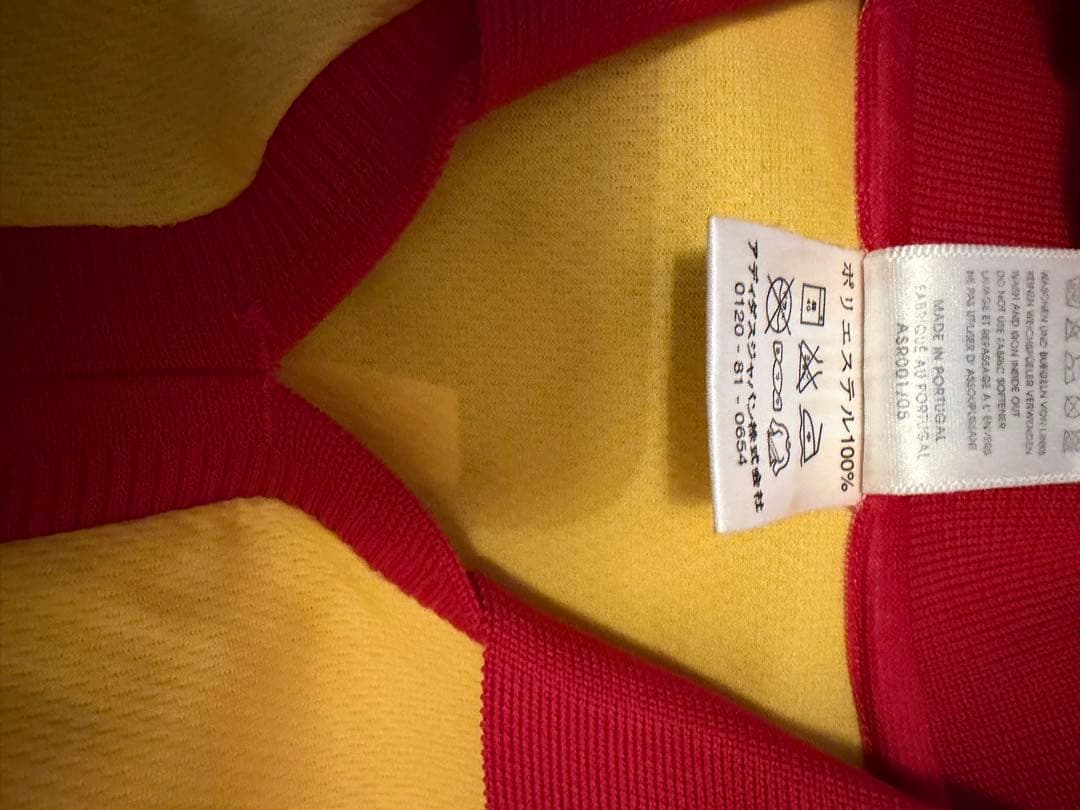 WASCHEN UND BUEGELN VON LINKS
KEINEN WEICHSPUELER VERWENDEN
WASH AND IRON INSIDE OUT
DO NOT USE FABRIC SOFTENER
LAVAGE ET REPASSAGE A L'ENVERS
NE PAS UTILISER D'ASSOUPLISSANT
MADE IN PORTUGAL
FABRIQUÉ AU PORTUGAL
ASR001/05
ポリエステル100%
アディダスジャパン株式会社
0120-81-0654